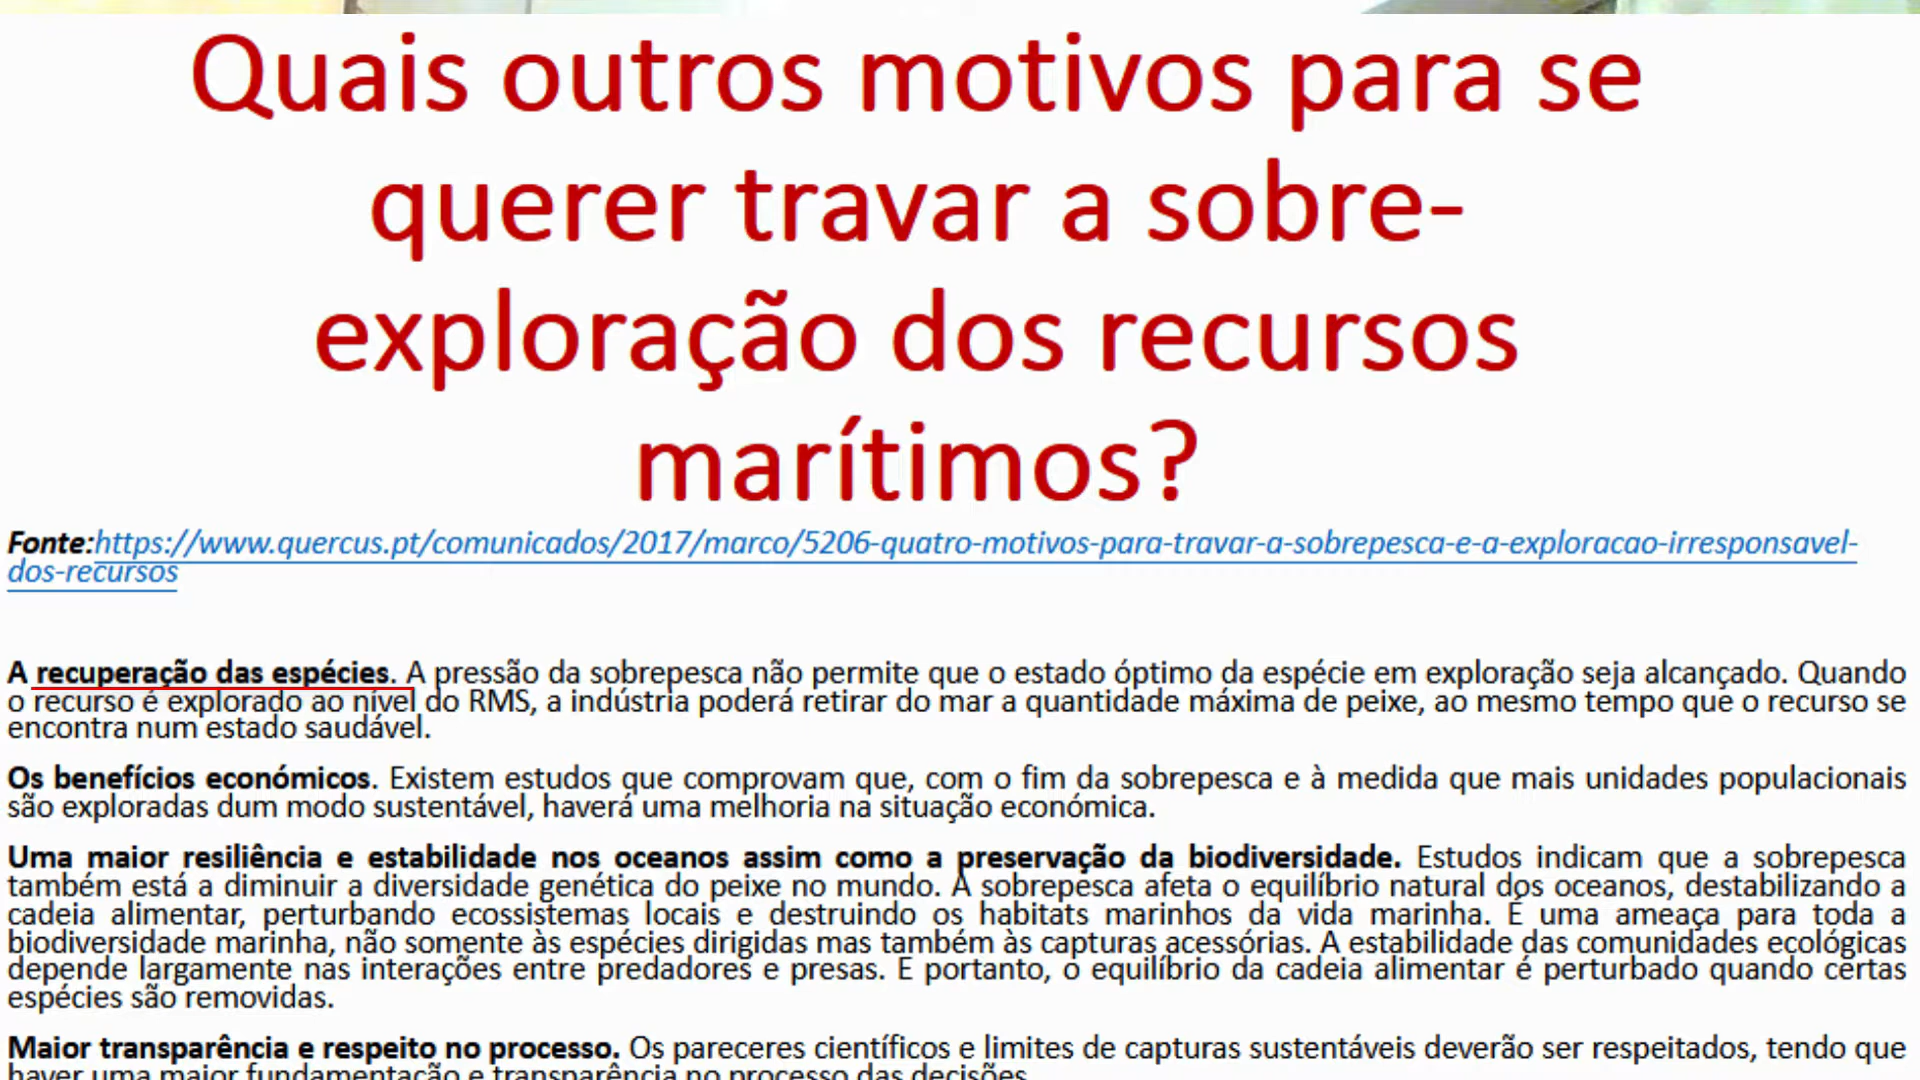 Quais outros motivos para se
querer travar a sobre-
exploração dos recursos
marítimos?
Fonte:https://www.quercus.pt/comunicados/2017/marco/5206-quatro-motivos-para-travar-a-sobrepesca-e-a-exploracao-irresponsavel-
dos-recursos
A recuperação das espécies. A pressão da sobrepesca não permite que o estado óptimo da espécie em exploração seja alcançado. Quando
o recurso é explorado ao nível do RMS, a indústria poderá retirar do mar a quantidade máxima de peixe, ao mesmo tempo que o recurso se
encontra num estado saudável.
Os benefícios económicos. Existem estudos que comprovam que, com o fim da sobrepesca e à medida que mais unidades populacionais
são exploradas dum modo sustentável, haverá uma melhoria na situação económica.
Uma maior resiliência e estabilidade nos oceanos assim como a preservação da biodiversidade. Estudos indicam que a sobrepesca
também está a diminuir a diversidade genética do peixe no mundo. A sobrepesca afeta o equilíbrio natural dos oceanos, destabilizando a
cadeia alimentar, perturbando ecossistemas locais e destruindo os habitats marinhos da vida marinha. É uma ameaça para toda a
biodiversidade marinha, não somente às espécies dirigidas mas também às capturas acessórias. A estabilidade das comunidades ecológicas
depende largamente nas interações entre predadores e presas. E portanto, o equilíbrio da cadeia alimentar é perturbado quando certas
espécies são removidas.
Maior transparência e respeito no processo. Os pareceres científicos e limites de capturas sustentáveis deverão ser respeitados, tendo que
haver uma maior fundamentação e transparência no processo das decisões.